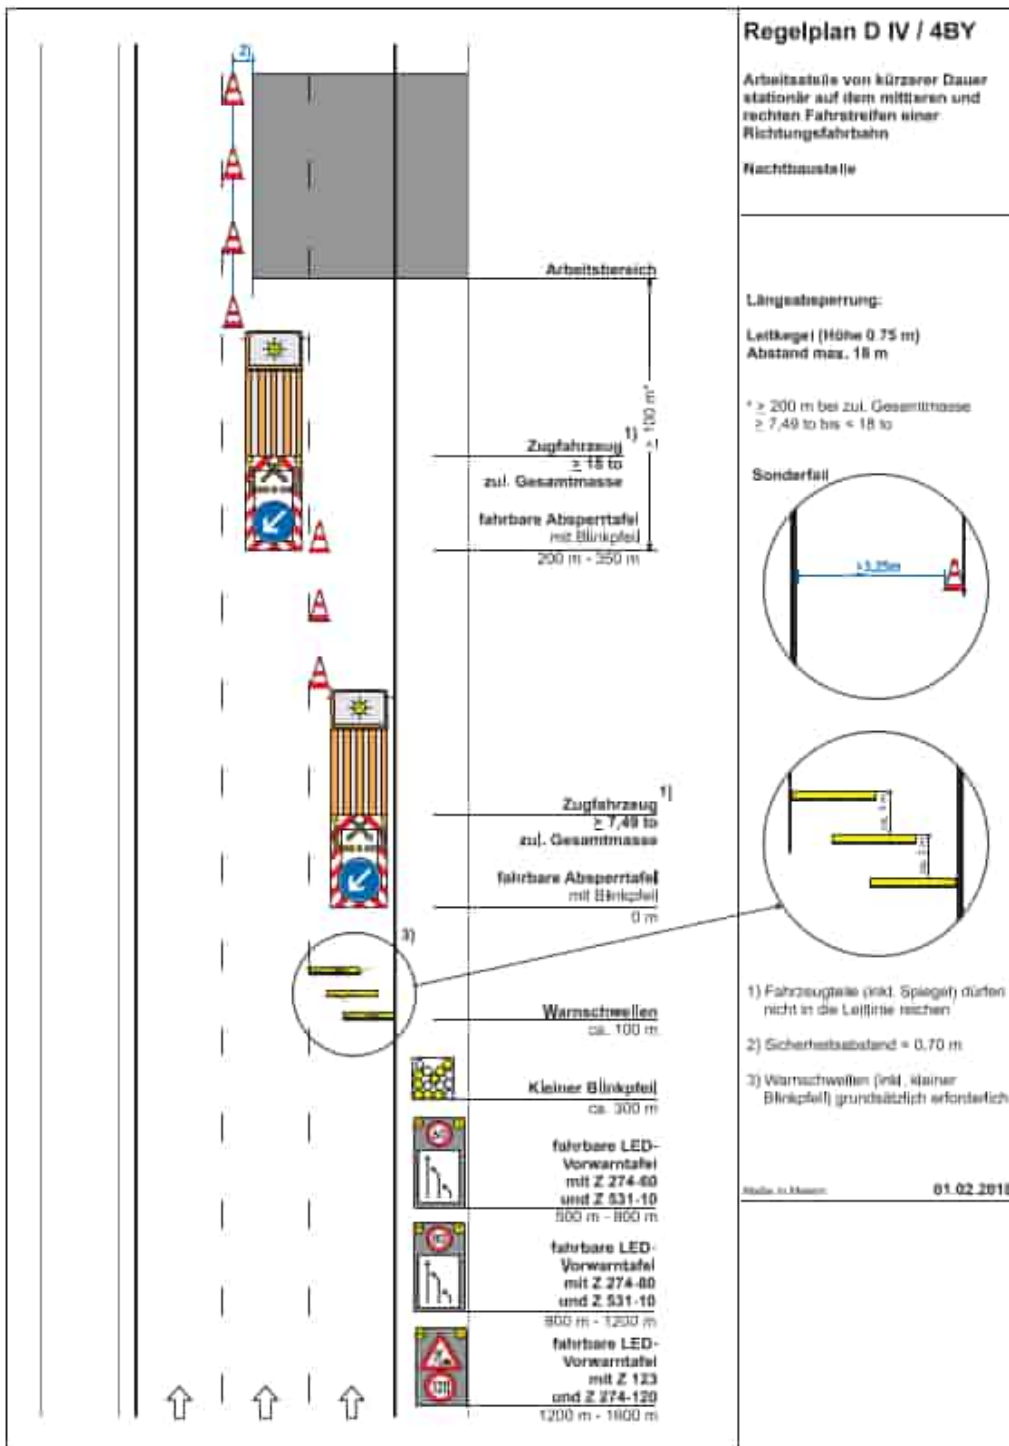 Regelplan D IV / 4BY
Arbeitsstelle von kürzerer Dauer
stationär auf dem mittleren und
rechten Fahrstreifen einer
Richtungsfahrbahn
Nachtbaustelle
Längsabsperrung:
Leitkegel (Höhe 0.75 m)
Abstand max. 18 m
* ≥ 200 m bei zul. Gesamtmasse
≥ 7,49 to bis < 18 to
Sonderfall
2)
Arbeitsbereich
≥ 100 m*
Zugfahrzeug 1)
≥ 18 to
zul. Gesamtmasse
fahrbare Absperrtafel
mit Blinkpfeil
200 m - 350 m
Zugfahrzeug 1)
≥ 7,49 to
zul. Gesamtmasse
fahrbare Absperrtafel
mit Blinkpfeil
0 m
3)
Warnschwellen
ca. 100 m
Kleiner Blinkpfeil
ca. 300 m
fahrbare LED-
Vorwarntafel
mit Z 274-60
und Z 531-10
500 m - 800 m
fahrbare LED-
Vorwarntafel
mit Z 274-80
und Z 531-10
800 m - 1200 m
120
fahrbare LED-
Vorwarntafel
mit Z 123
und Z 274-120
1200 m - 1600 m
1) Fahrzeugteile (inkl. Spiegel) dürfen
nicht in die Leitlinie reichen
2) Sicherheitsabstand = 0,70 m
3) Warnschwellen (inkl. kleiner
Blinkpfeil) grundsätzlich erforderlich
Maße in Metern